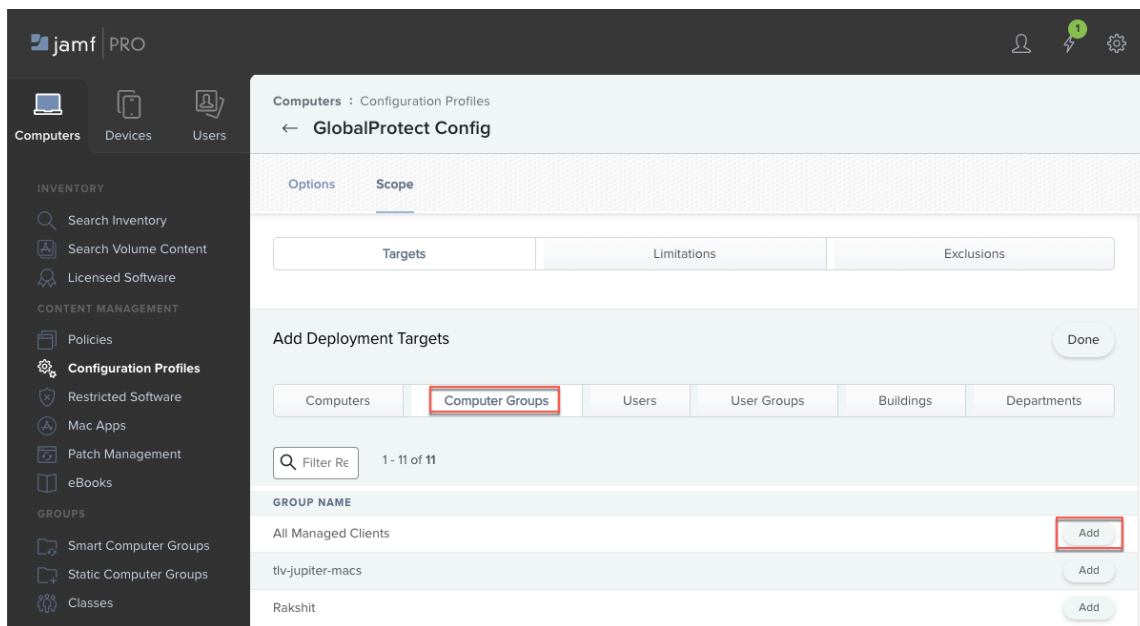 jamf PRO
1
Computers Devices Users
Computers : Configuration Profiles
← GlobalProtect Config
Options Scope
Targets Limitations Exclusions
Add Deployment Targets Done
Computers Computer Groups Users User Groups Buildings Departments
Filter Re 1 - 11 of 11
GROUP NAME
All Managed Clients Add
tlv-jupiter-macs Add
Rakshit Add
INVENTORY
Search Inventory
Search Volume Content
Licensed Software
CONTENT MANAGEMENT
Policies
Configuration Profiles
Restricted Software
Mac Apps
Patch Management
eBooks
GROUPS
Smart Computer Groups
Static Computer Groups
Classes